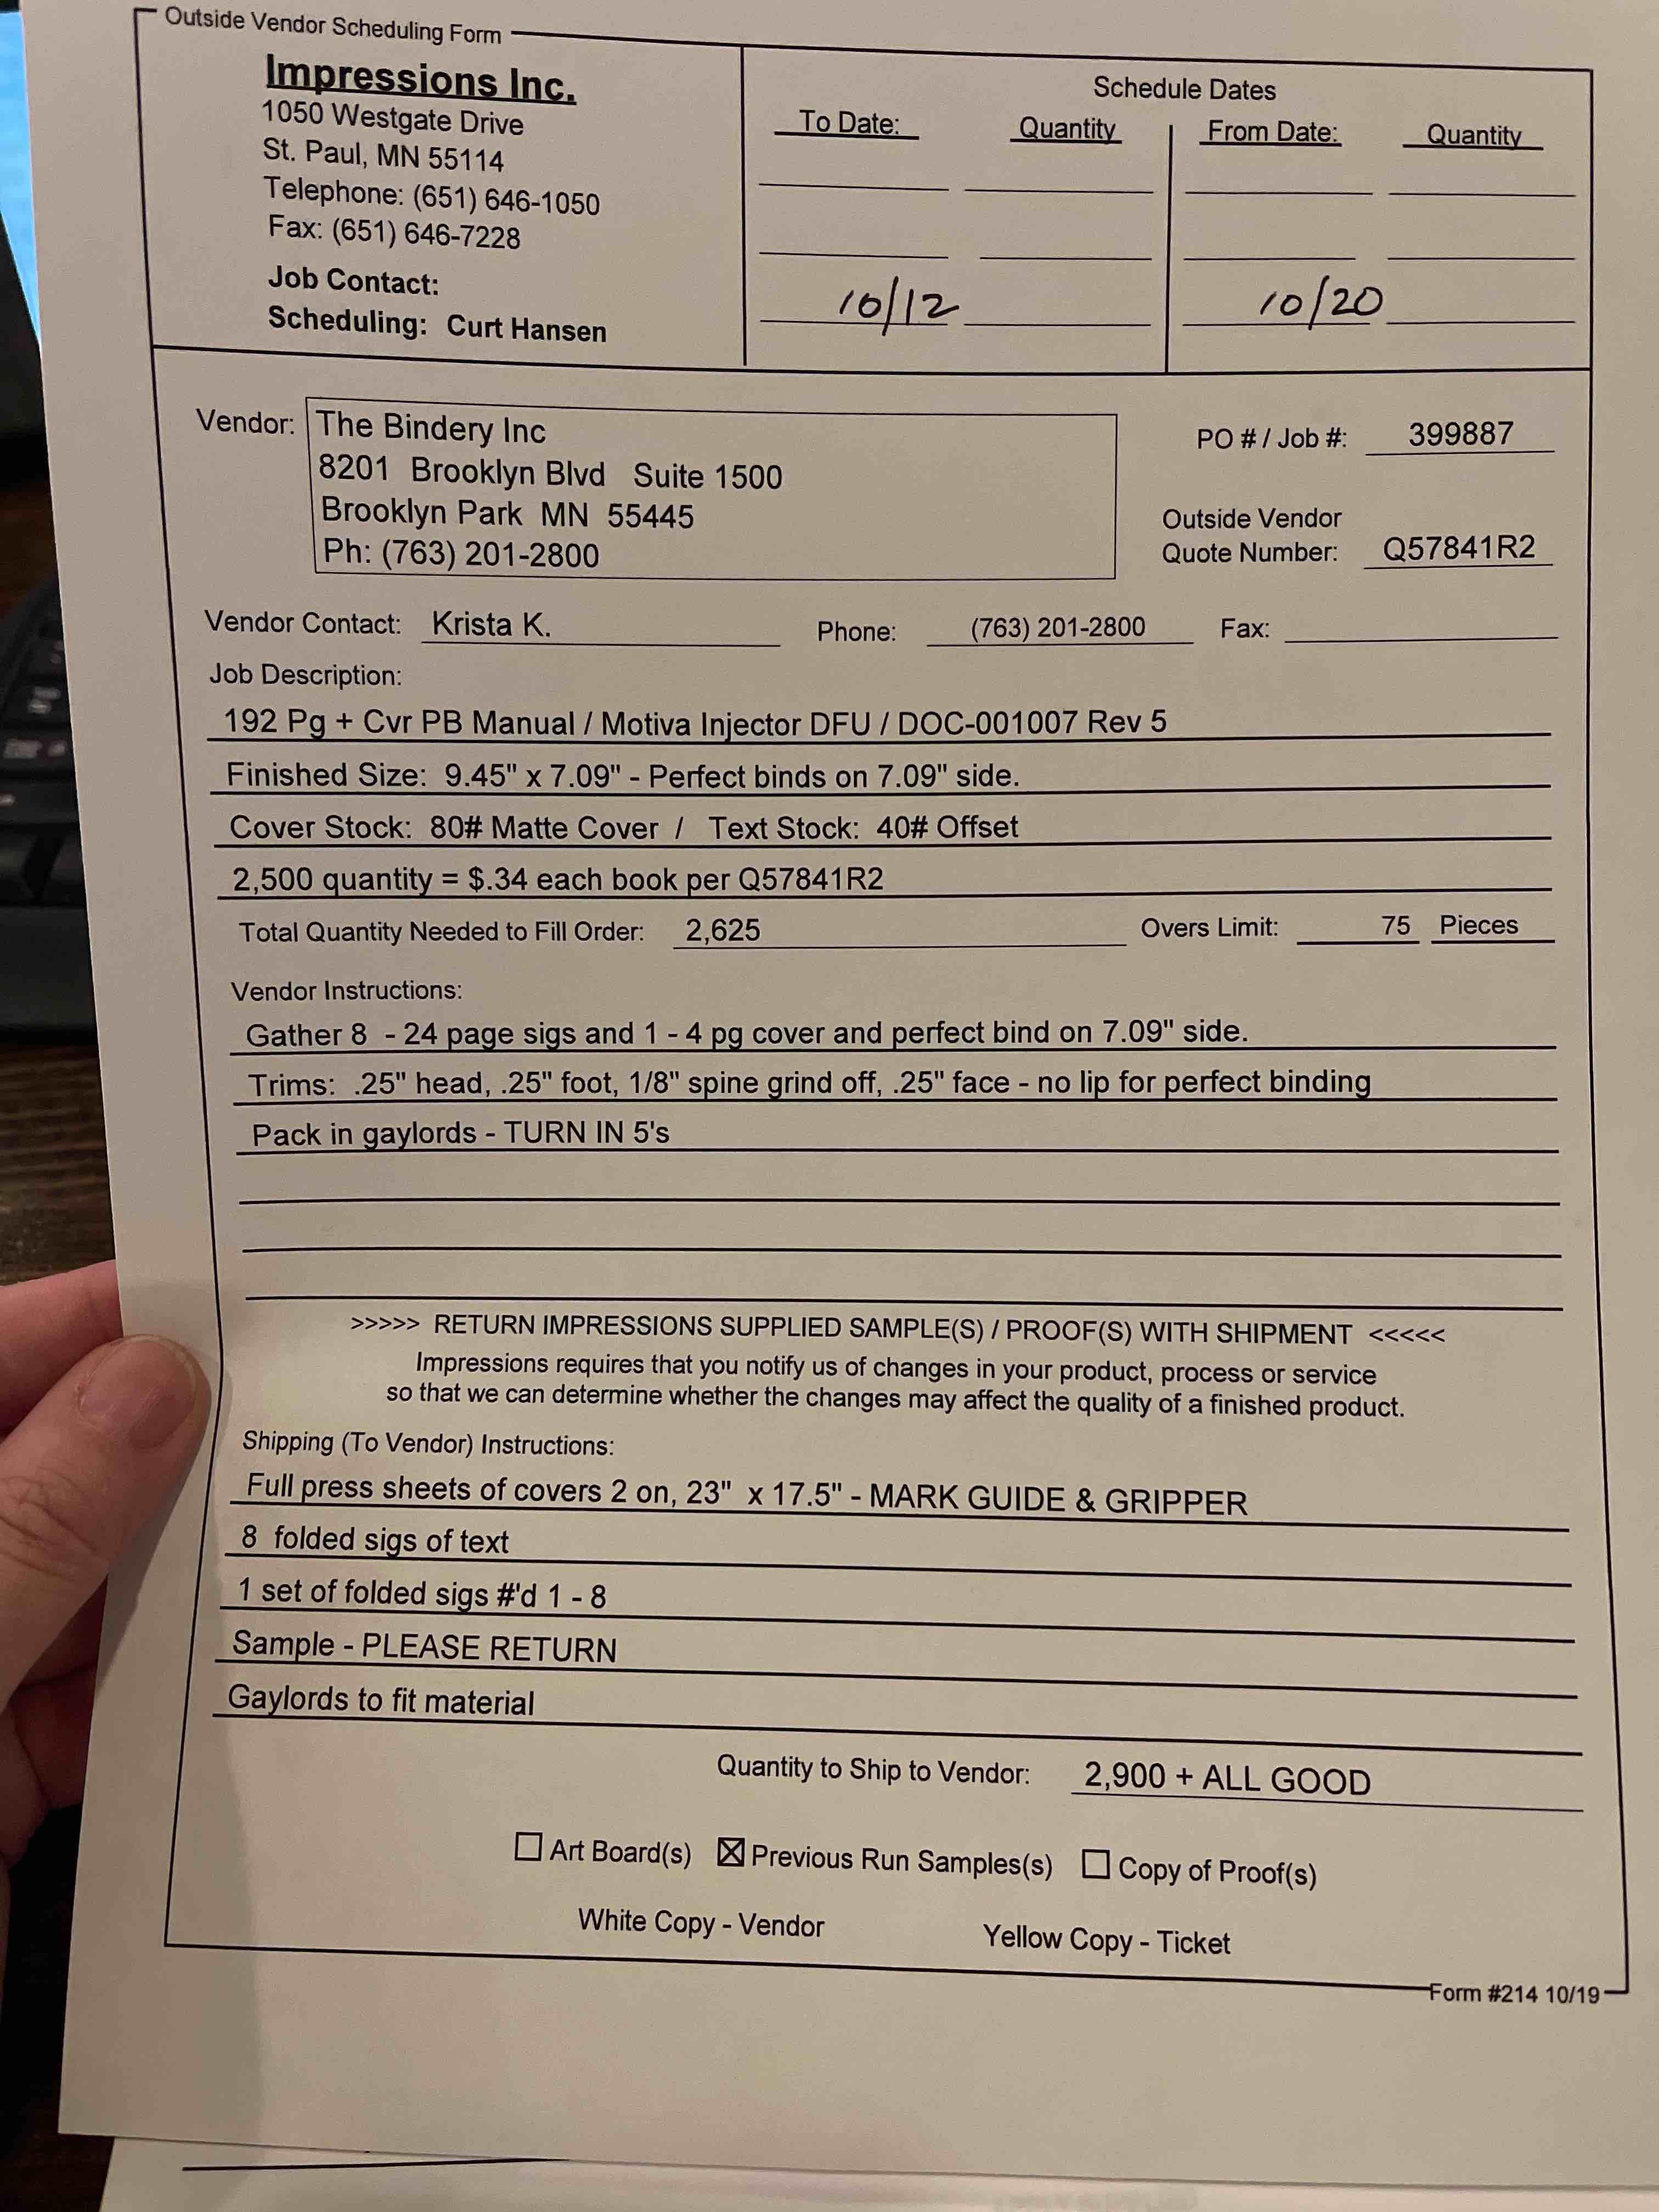 Outside Vendor Scheduling Form
Impressions Inc.
1050 Westgate Drive
St. Paul, MN 55114
Telephone: (651) 646-1050
Fax: (651) 646-7228
Job Contact:
Scheduling: Curt Hansen
Schedule Dates
To Date: Quantity From Date: Quantity
10/12 10/20
Vendor: The Bindery Inc
8201 Brooklyn Blvd Suite 1500
Brooklyn Park MN 55445
Ph: (763) 201-2800
PO # / Job #: 399887
Outside Vendor
Quote Number: Q57841R2
Vendor Contact: Krista K. Phone: (763) 201-2800 Fax:
Job Description:
192 Pg + Cvr PB Manual / Motiva Injector DFU / DOC-001007 Rev 5
Finished Size: 9.45" x 7.09" - Perfect binds on 7.09" side.
Cover Stock: 80# Matte Cover / Text Stock: 40# Offset
2,500 quantity = $.34 each book per Q57841R2
Total Quantity Needed to Fill Order: 2,625 Overs Limit: 75 Pieces
Vendor Instructions:
Gather 8 - 24 page sigs and 1 - 4 pg cover and perfect bind on 7.09" side.
Trims: .25" head, .25" foot, 1/8" spine grind off, .25" face - no lip for perfect binding
Pack in gaylords - TURN IN 5's
>>>>> RETURN IMPRESSIONS SUPPLIED SAMPLE(S) / PROOF(S) WITH SHIPMENT <<<<<
Impressions requires that you notify us of changes in your product, process or service
so that we can determine whether the changes may affect the quality of a finished product.
Shipping (To Vendor) Instructions:
Full press sheets of covers 2 on, 23" x 17.5" - MARK GUIDE & GRIPPER
8 folded sigs of text
1 set of folded sigs #'d 1 - 8
Sample - PLEASE RETURN
Gaylords to fit material
Quantity to Ship to Vendor: 2,900 + ALL GOOD
☐ Art Board(s) ☒ Previous Run Samples(s) ☐ Copy of Proof(s)
White Copy - Vendor Yellow Copy - Ticket
Form #214 10/19